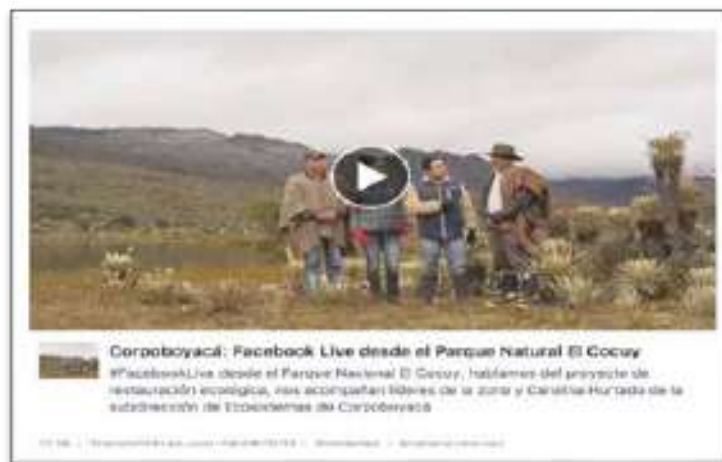 Corpoboyacá: Facebook Live desde el Parque Natural El Cocuy
#FacebookLive desde el Parque Nacional El Cocuy, hablamos del proyecto de
restauración ecológica, nos acompañan líderes de la zona y Carolina Hurtado de la
subdirección de Ecosistemas de Corpoboyacá